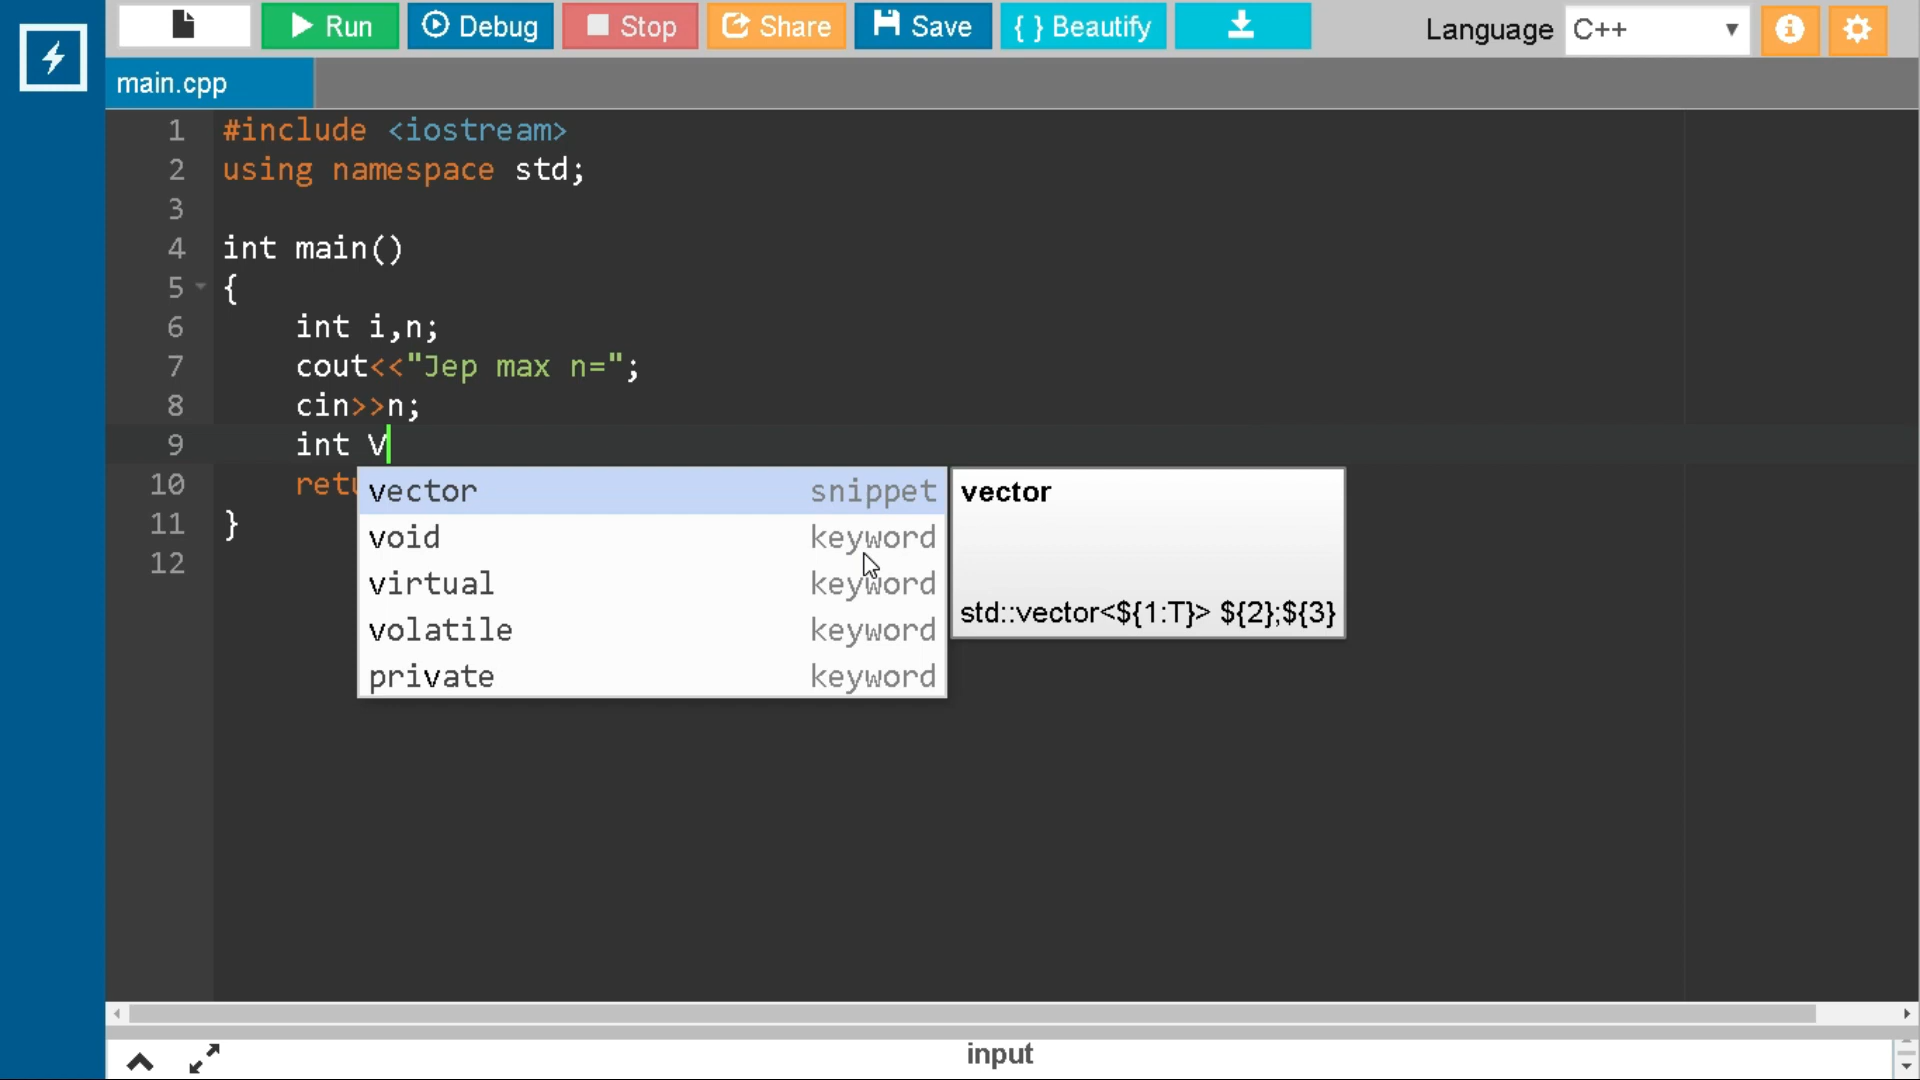 Run Debug Stop Share Save { } Beautify Language C++
main.cpp
1 #include <iostream>
2 using namespace std;
3
4 int main()
5 {
6 int i,n;
7 cout<<"Jep max n=";
8 cin>>n;
9 int V
10 retu
11 }
12
vector snippet
void keyword
virtual keyword
volatile keyword
private keyword
vector
std::vector<${1:T}> ${2};${3}
input